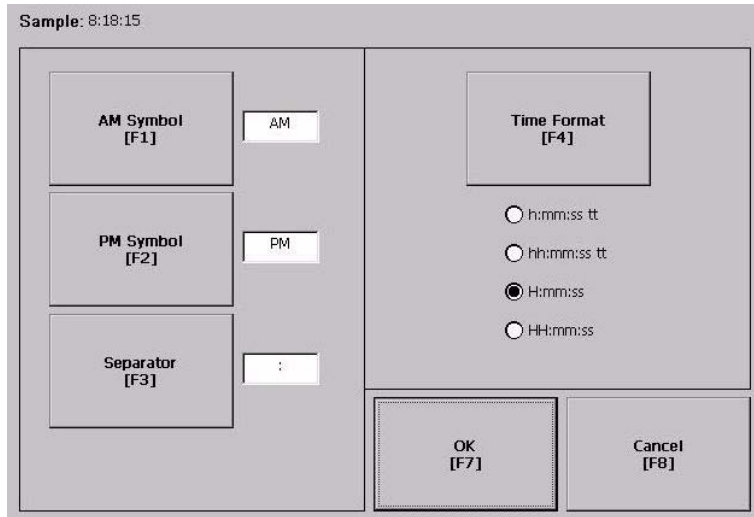 Sample: 8:18:15
AM Symbol
[F1]
AM
PM Symbol
[F2]
PM
Separator
[F3]
:
Time Format
[F4]
h:mm:ss tt
hh:mm:ss tt
H:mm:ss
HH:mm:ss
OK
[F7]
Cancel
[F8]